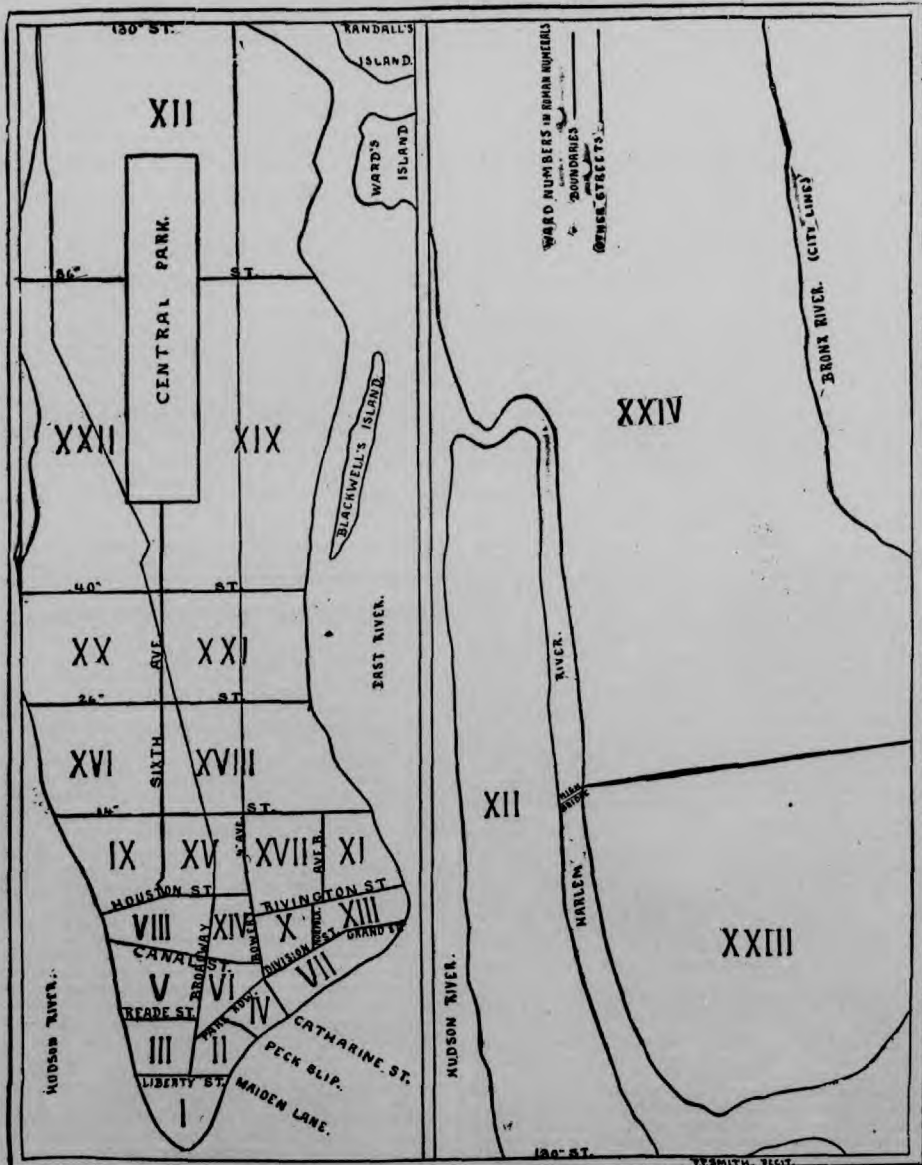 130" ST.
RANDALL'S
ISLAND.
XII
WARD'S
ISLAND
CENTRAL PARK.
86"
ST.
XXII
XIX
BLACKWELL'S ISLAND
40"
ST.
XX
AVE
XXI
EAST RIVER.
26"
ST.
XVI
SIXTH
XVIII
14"
ST.
IX
XV
4" AVE
XVII
AVE B.
XI
HOUSTON ST.
RIVINGTON ST
VIII
XIV
BOWERY
X
NORFOLK
XIII
CANAL ST.
BROADWAY
DIVISION ST.
GRAND ST.
V
VI
VII
READE ST.
PARK ROW.
IV
CATHARINE ST.
HUDSON RIVER.
III
II
PECK SLIP.
LIBERTY ST.
MAIDEN LANE.
I
WARD NUMBERS IN ROMAN NUMERALS
BOUNDARIES
OTHER STREETS
BRONX RIVER. (CITY LINE)
XXIV
RIVER.
XII
HIGH
BRIDGE
HARLEM
XXIII
HUDSON RIVER.
130" ST.